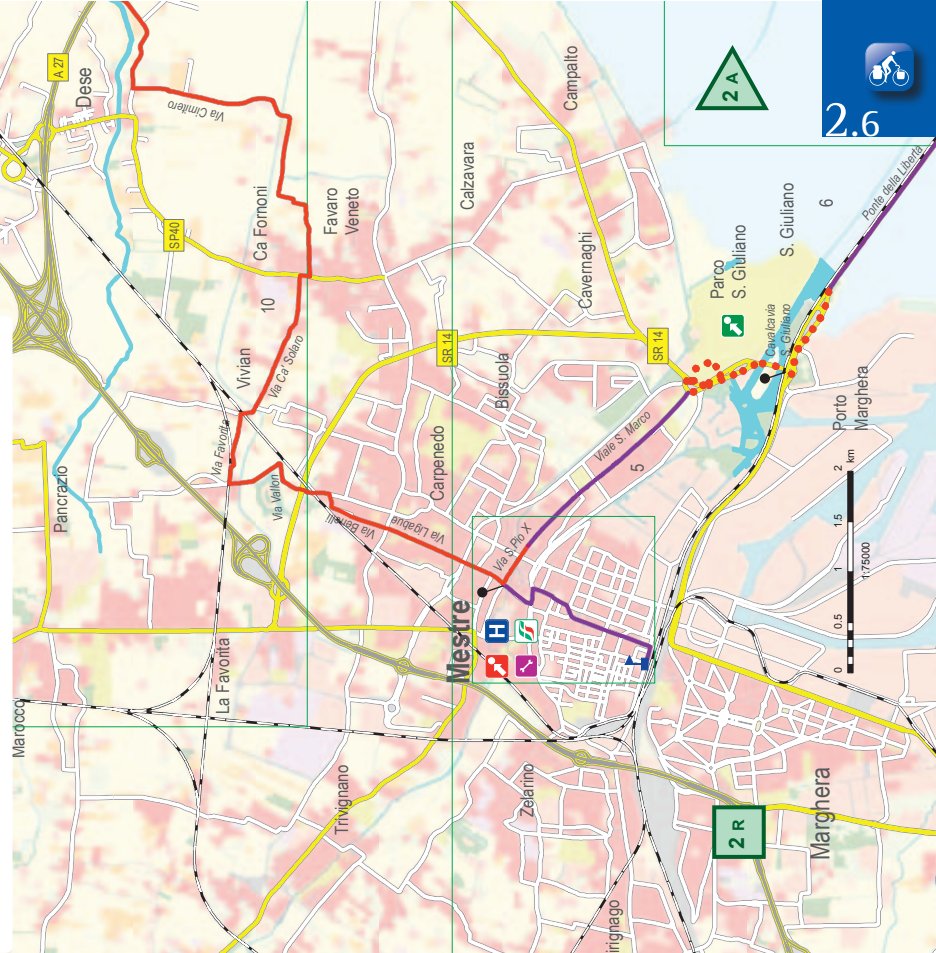 2.6
2 A
A 27
Dese
Via Cimitero
Campalto
SP40
Ca Fornoni
Favaro
Veneto
Calzavara
Cavernaghi
Parco
S. Giuliano
S. Giuliano
6
Ponte della Liberta
10
Vivian
Via Ca' Solaro
SR 14
SR 14
Cavalcavia
S. Giuliano
Bissuola
Porto
Marghera
Via Favorita
Via Vallon
Carpenedo
Viale S. Marco
5
Pancrazio
Via Benelli
Via Ligabue
Via S. Pio X
0 0.5 1 1.5 2 km
1:75000
Mestre
H
La Favorita
Marocco
Trivignano
Zelarino
Marghera
2 R
irignago